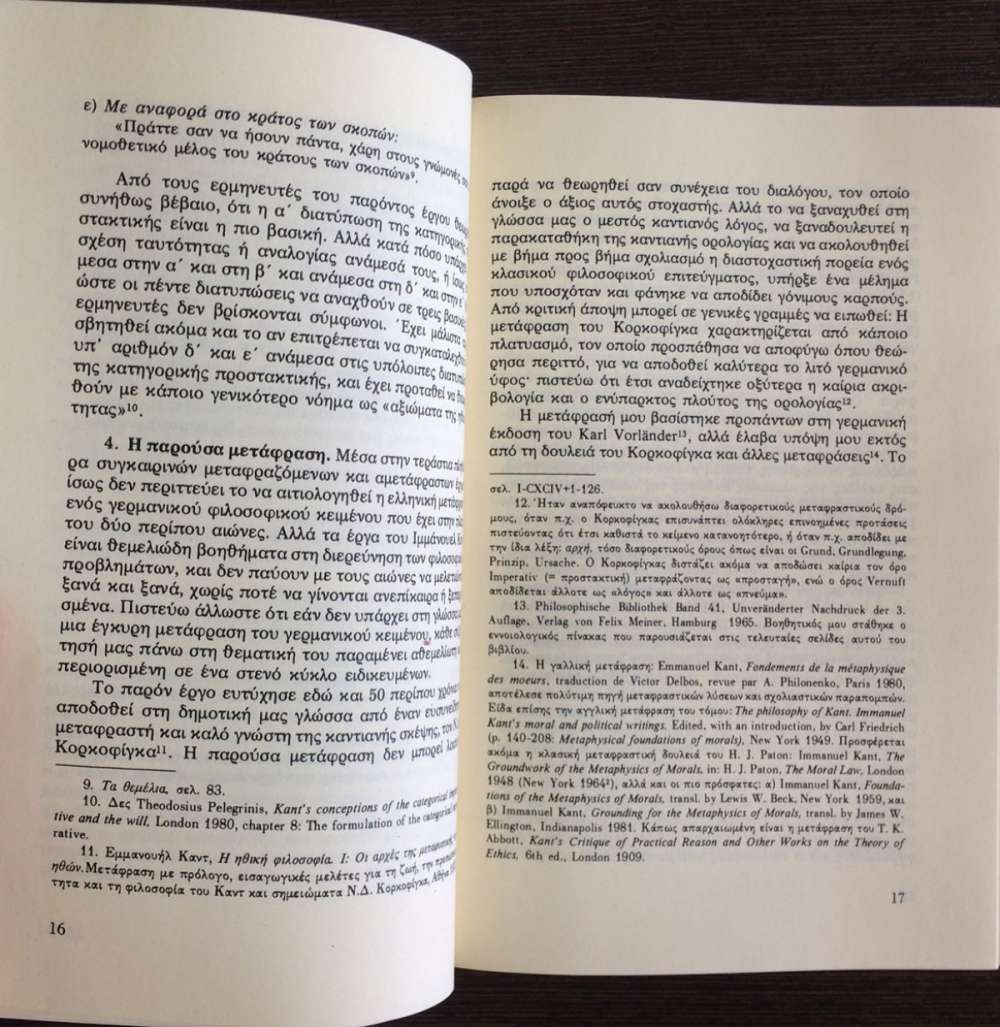 ε) Με αναφορά στο κράτος των σκοπών:
«Πράττε σαν να ήσουν πάντα, χάρη στους γνώμονές
νομοθετικό μέλος του κράτους των σκοπών»⁹.
Από τους ερμηνευτές του παρόντος έργου
συνήθως βέβαιο, ότι η α΄ διατύπωση της κατηγορικής
στακτικής είναι η πιο βασική. Αλλά κατά πόσο
σχέση ταυτότητας ή αναλογίας ανάμεσά τους, ή ίσως
μεσα στην α΄ και στη β΄ και ανάμεσα στη δ΄ και στην ε΄
ώστε οι πέντε διατυπώσεις να αναχθούν σε τρεις
ερμηνευτές δεν βρίσκονται σύμφωνοι. Έχει μάλιστα
σβητηθεί ακόμα και το αν επιτρέπεται να
υπ' αριθμόν δ΄ και ε΄ ανάμεσα στις υπόλοιπες
της κατηγορικής προστακτικής, και έχει προταθεί να
θούν με κάποιο γενικότερο νόημα ως «αξιώματα της
τητας»¹⁰.
4. Η παρούσα μετάφραση. Μέσα στην τεράστια
ρα συγκαιρινών μεταφραζόμενων και αμετάφραστων
ίσως δεν περιττεύει το να αιτιολογηθεί η ελληνική
ενός γερμανικού φιλοσοφικού κειμένου που έχει στην
του δύο περίπου αιώνες. Αλλά τα έργα του Ιμμάνουελ
είναι θεμελιώδη βοηθήματα στη διερεύνηση των
προβλημάτων, και δεν παύουν με τους αιώνες να
ξανά και ξανά, χωρίς ποτέ να γίνονται ανεπίκαιρα ή
σμένα. Πιστεύω άλλωστε ότι εάν δεν υπάρχει στη γλώσσα
μια έγκυρη μετάφραση του γερμανικού κειμένου, κάθε
τησή μας πάνω στη θεματική του παραμένει
περιορισμένη σε ένα στενό κύκλο ειδικευμένων.
Το παρόν έργο ευτύχησε εδώ και 50 περίπου
αποδοθεί στη δημοτική μας γλώσσα από έναν
μεταφραστή και καλό γνώστη της καντιανής σκέψης, τον Ν.
Κορκοφίγκα¹¹. Η παρούσα μετάφραση δεν μπορεί
9. Τα θεμέλια, σελ. 83.
10. Δες Theodosius Pelegrinis, Kant's conceptions of the categorical
tive and the will, London 1980, chapter 8: The formulation of the categorical
rative.
11. Εμμανουήλ Καντ, Η ηθική φιλοσοφία. Ι: Οι αρχές της μεταφυσικής
ηθών. Μετάφραση με πρόλογο, εισαγωγικές μελέτες για τη ζωή, την
τητα και τη φιλοσοφία του Καντ και σημειώματα Ν.Δ. Κορκοφίγκα, Αθήνα
16
παρά να θεωρηθεί σαν συνέχεια του διαλόγου, τον οποίο
άνοιξε ο άξιος αυτός στοχαστής. Αλλά το να ξαναχυθεί στη
γλώσσα μας ο μεστός καντιανός λόγος, να ξαναδουλευτεί η
παρακαταθήκη της καντιανής ορολογίας και να ακολουθηθεί
με βήμα προς βήμα σχολιασμό η διαστοχαστική πορεία ενός
κλασικού φιλοσοφικού επιτεύγματος, υπήρξε ένα μέλημα
που υποσχόταν και φάνηκε να αποδίδει γόνιμους καρπούς.
Από κριτική άποψη μπορεί σε γενικές γραμμές να ειπωθεί: Η
μετάφραση του Κορκοφίγκα χαρακτηρίζεται από κάποιο
πλατυασμό, τον οποίο προσπάθησα να αποφύγω όπου θεώ-
ρησα περιττό, για να αποδοθεί καλύτερα το λιτό γερμανικό
ύφος· πιστεύω ότι έτσι αναδείχτηκε οξύτερα η καίρια ακρι-
βολογία και ο ενύπαρκτος πλούτος της ορολογίας¹².
Η μετάφρασή μου βασίστηκε προπάντων στη γερμανική
έκδοση του Karl Vorländer¹³, αλλά έλαβα υπόψη μου εκτός
από τη δουλειά του Κορκοφίγκα και άλλες μεταφράσεις¹⁴. Το
σελ. I-CXCIV+1-126.
12. Ήταν αναπόφευκτο να ακολουθήσω διαφορετικούς μεταφραστικούς δρό-
μους, όταν π.χ. ο Κορκοφίγκας επισυνάπτει ολόκληρες επινοημένες προτάσεις
πιστεύοντας ότι έτσι καθιστά το κείμενο κατανοητότερο, ή όταν π.χ. αποδίδει με
την ίδια λέξη: αρχή, τόσο διαφορετικούς όρους όπως είναι οι Grund, Grundlegung,
Prinzip, Ursache. Ο Κορκοφίγκας διστάζει ακόμα να αποδώσει καίρια τον όρο
Imperativ (= προστακτική) μεταφράζοντας ως «προσταγή», ενώ ο όρος Vernuft
αποδίδεται άλλοτε ως «λόγος» και άλλοτε ως «πνεύμα».
13. Philosophische Bibliothek Band 41, Unveränderter Nachdruck der 3.
Auflage, Verlag von Felix Meiner, Hamburg 1965. Βοηθητικός μου στάθηκε ο
εννοιολογικός πίνακας που παρουσιάζεται στις τελευταίες σελίδες αυτού του
βιβλίου.
14. Η γαλλική μετάφραση: Emmanuel Kant, Fondements de la métaphysique
des moeurs, traduction de Victor Delbos, revue par A. Philonenko, Paris 1980,
αποτέλεσε πολύτιμη πηγή μεταφραστικών λύσεων και σχολιαστικών παραπομπών.
Είδα επίσης την αγγλική μετάφραση του τόμου: The philosophy of Kant. Immanuel
Kant's moral and political writings. Edited, with an introduction, by Carl Friedrich
(p. 140-208: Metaphysical foundations of morals), New York 1949. Προσφέρεται
ακόμα η κλασική μεταφραστική δουλειά του H. J. Paton: Immanuel Kant, The
Groundwork of the Metaphysics of Morals, in: H. J. Paton, The Moral Law, London
1948 (New York 1964²), αλλά και οι πιο πρόσφατες: α) Immanuel Kant, Founda-
tions of the Metaphysics of Morals, transl. by Lewis W. Beck, New York 1959, και
β) Immanuel Kant, Grounding for the Metaphysics of Morals, transl. by James W.
Ellington, Indianapolis 1981. Κάπως απαρχαιωμένη είναι η μετάφραση του T. K.
Abbott, Kant's Critique of Practical Reason and Other Works on the Theory of
Ethics, 6th ed., London 1909.
17